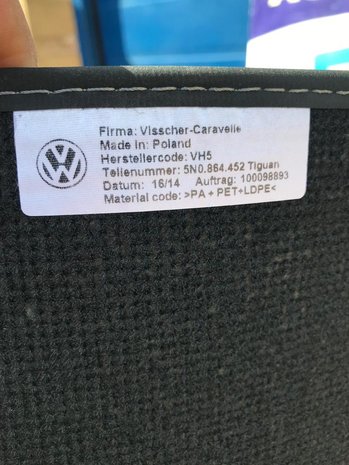 Firma: Visscher-Caravelle
Made in: Poland
Herstellercode: VH5
Teilenummer: 5N0.864.452 Tiguan
Datum: 16/14 Auftrag: 100098893
Material code: >PA + PET+LDPE<